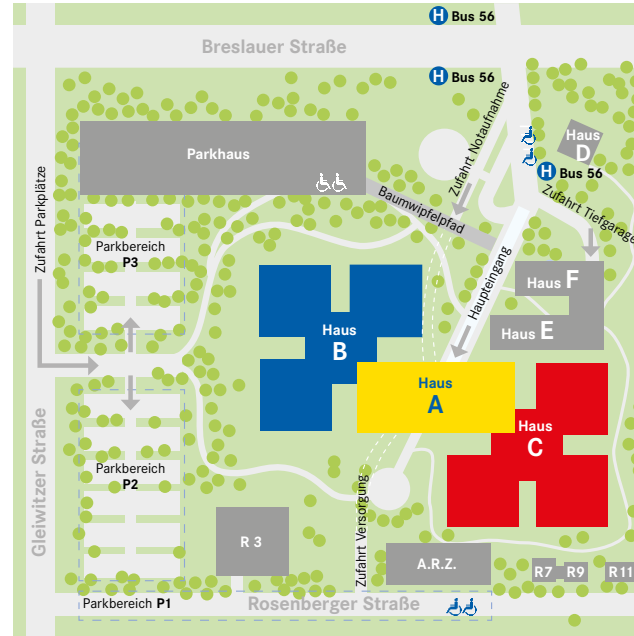 H Bus 56
Breslauer Straße
H Bus 56
Zufahrt Notaufnahme
Haus
D
H Bus 56
Parkhaus
Zufahrt Parkplätze
Baumwipfelpfad
Zufahrt Tiefgarage
Parkbereich
P3
Haupteingang
Haus F
Haus
B
Haus E
Haus
A
Haus
C
Gleiwitzer Straße
Parkbereich
P2
Zufahrt Versorgung
R 3
A.R.Z.
R7
R9
R11
Parkbereich P1
Rosenberger Straße